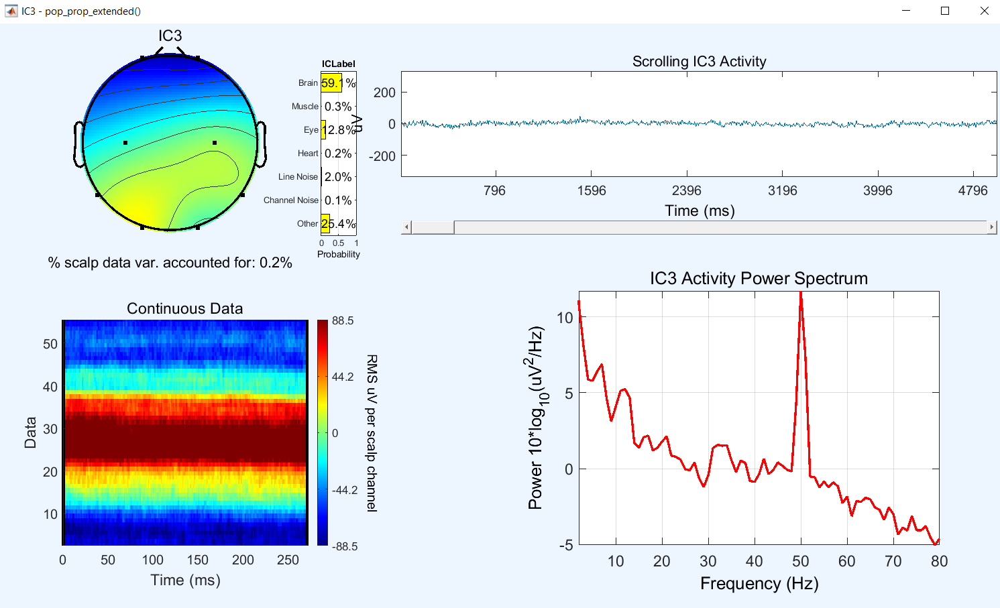 IC3 - pop_prop_extended()
IC3
ICLabel
Brain 59.1%
Muscle 0.3%
Eye 12.8%
Heart 0.2%
Line Noise 2.0%
Channel Noise 0.1%
Other 25.4%
0 0.5 1
Probability
% scalp data var. accounted for: 0.2%
Scrolling IC3 Activity
uV
200
0
-200
796 1596 2396 3196 3996 4796
Time (ms)
Continuous Data
Data
50
40
30
20
10
0 50 100 150 200 250
Time (ms)
88.5
44.2
0
-44.2
-88.5
RMS uV per scalp channel
IC3 Activity Power Spectrum
Power 10*log10(uV2/Hz)
10
5
0
-5
10 20 30 40 50 60 70 80
Frequency (Hz)